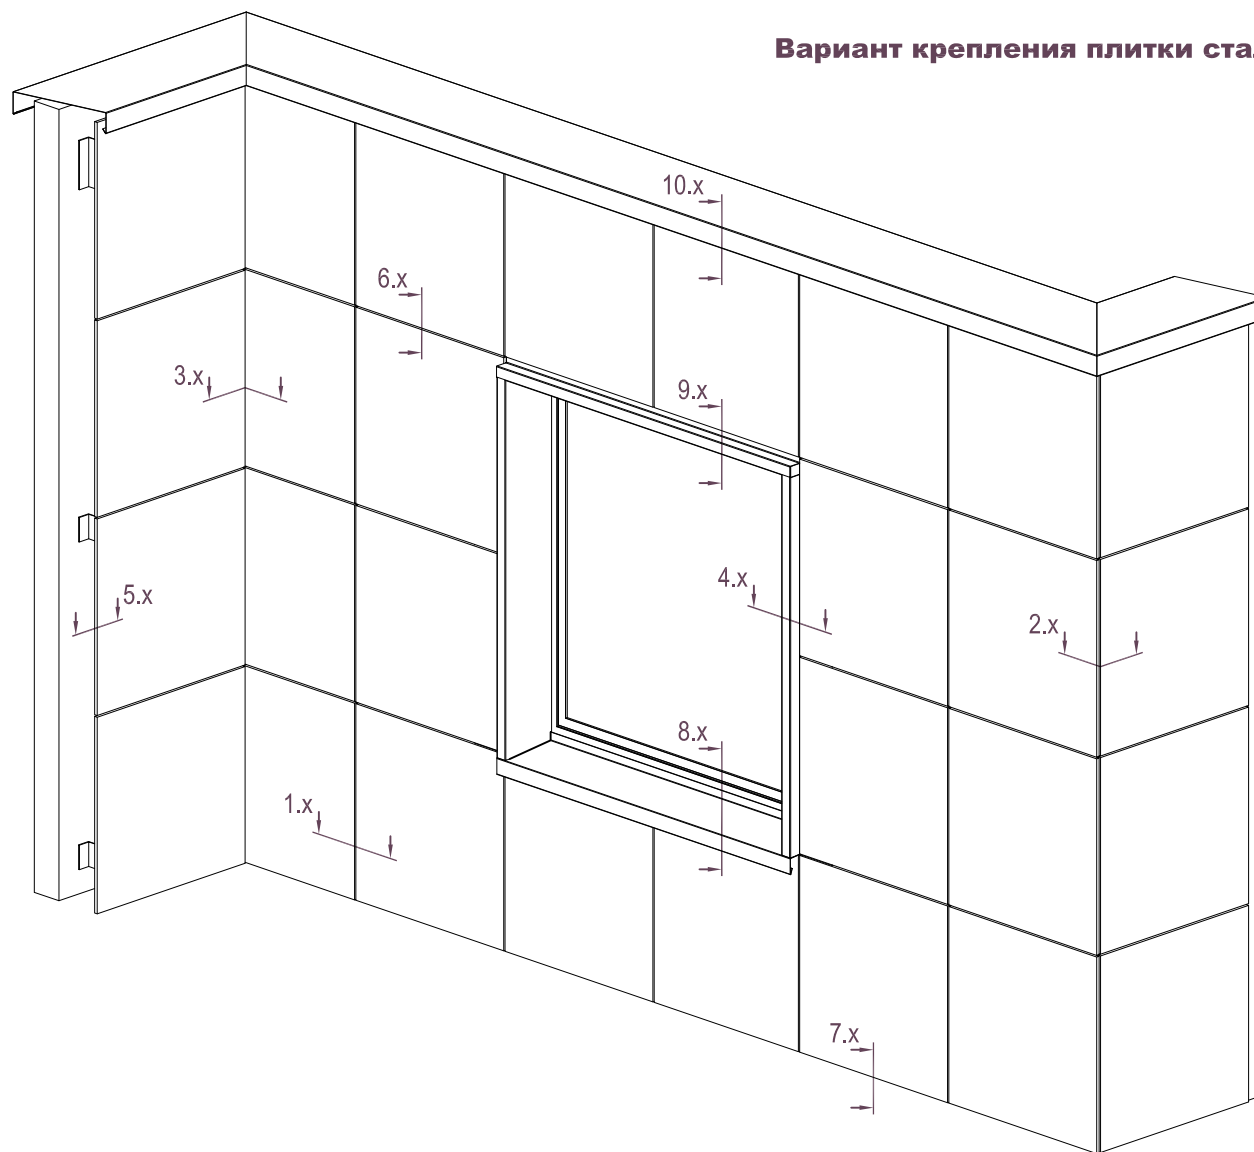 Вариант крепления плитки ста
10.x
6.x
3.x
9.x
5.x
4.x
2.x
8.x
1.x
7.x